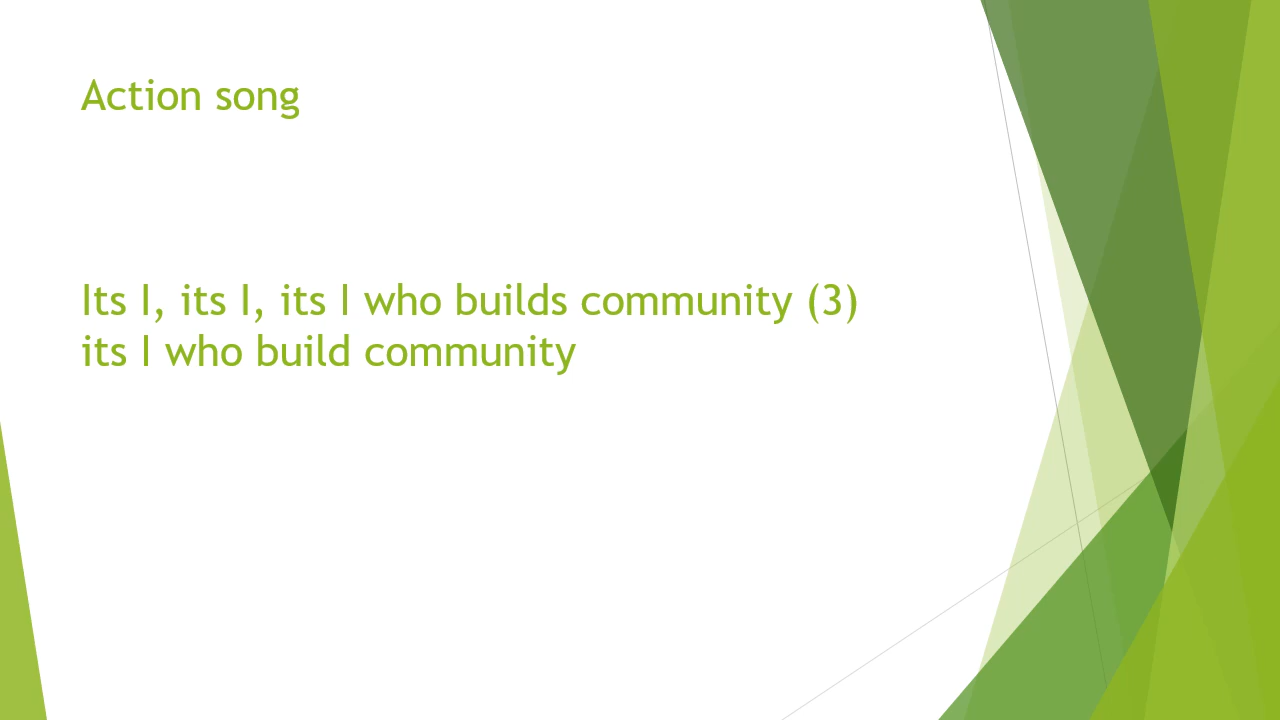 Action song
Its I, its I, its I who builds community (3)
its I who build community